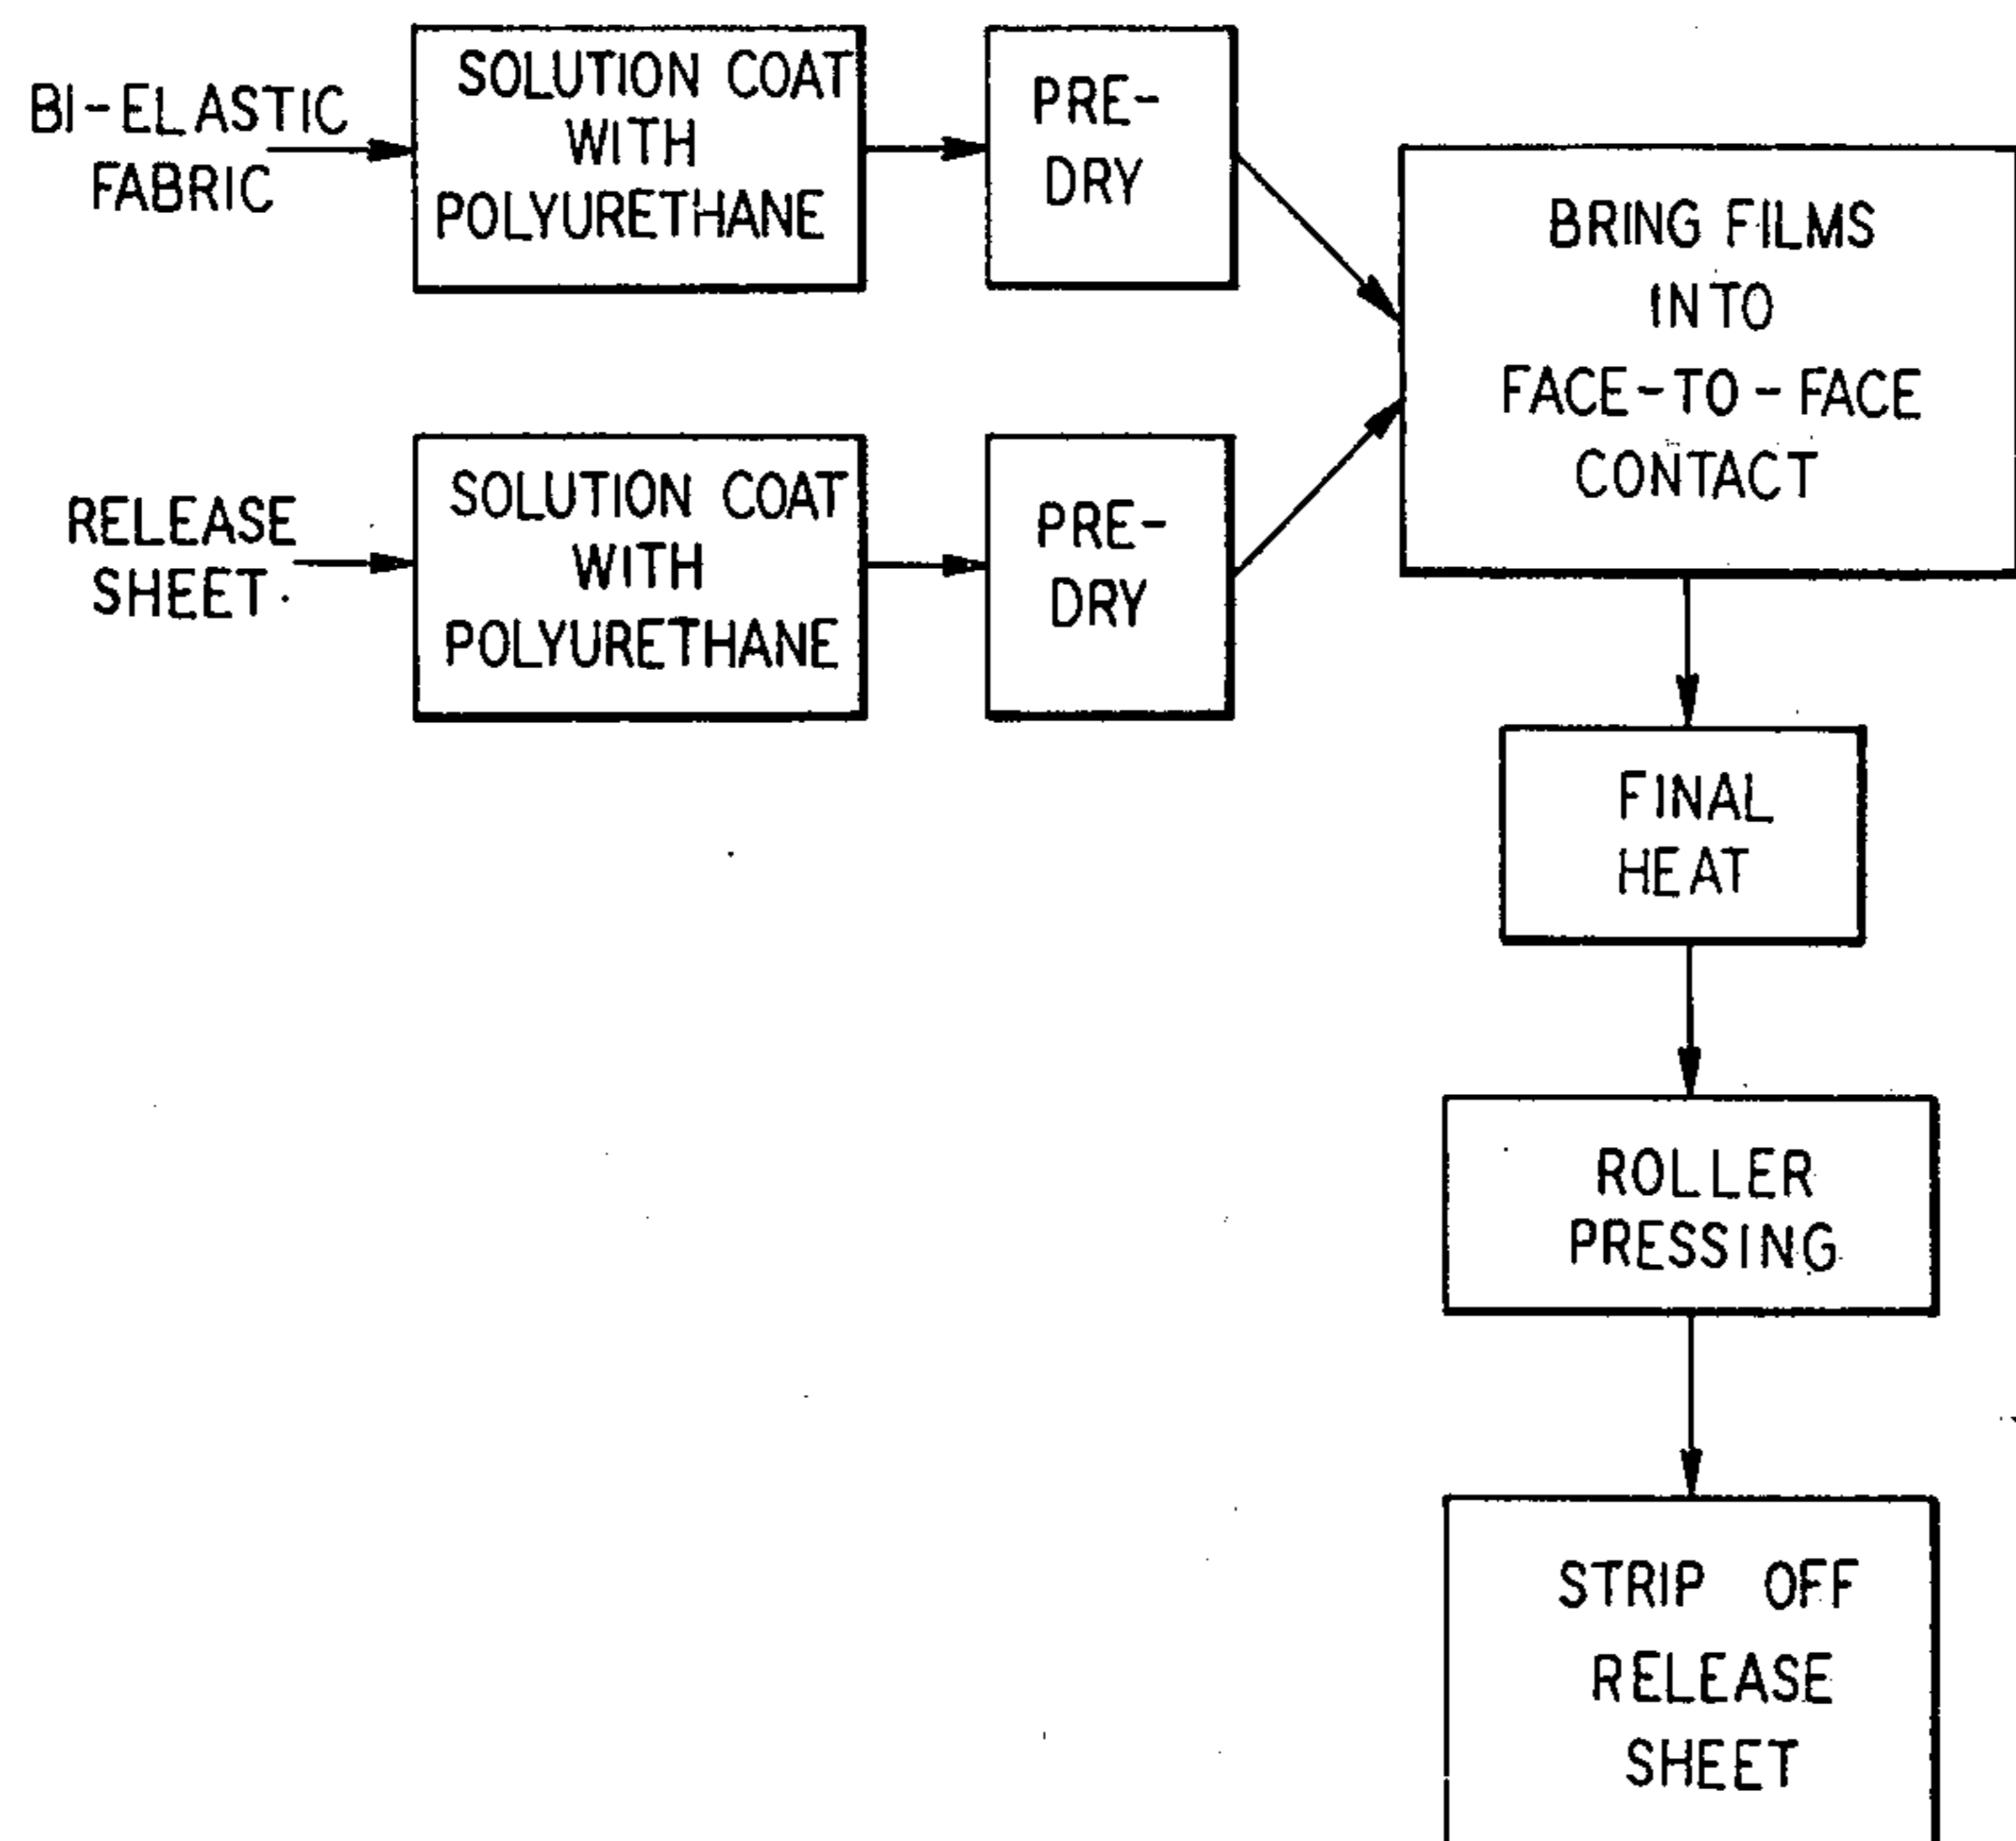 BI-ELASTIC
FABRIC
SOLUTION COAT
WITH
POLYURETHANE
PRE-
DRY
RELEASE
SHEET
SOLUTION COAT
WITH
POLYURETHANE
PRE-
DRY
BRING FILMS
INTO
FACE-TO-FACE
CONTACT
FINAL
HEAT
ROLLER
PRESSING
STRIP OFF
RELEASE
SHEET